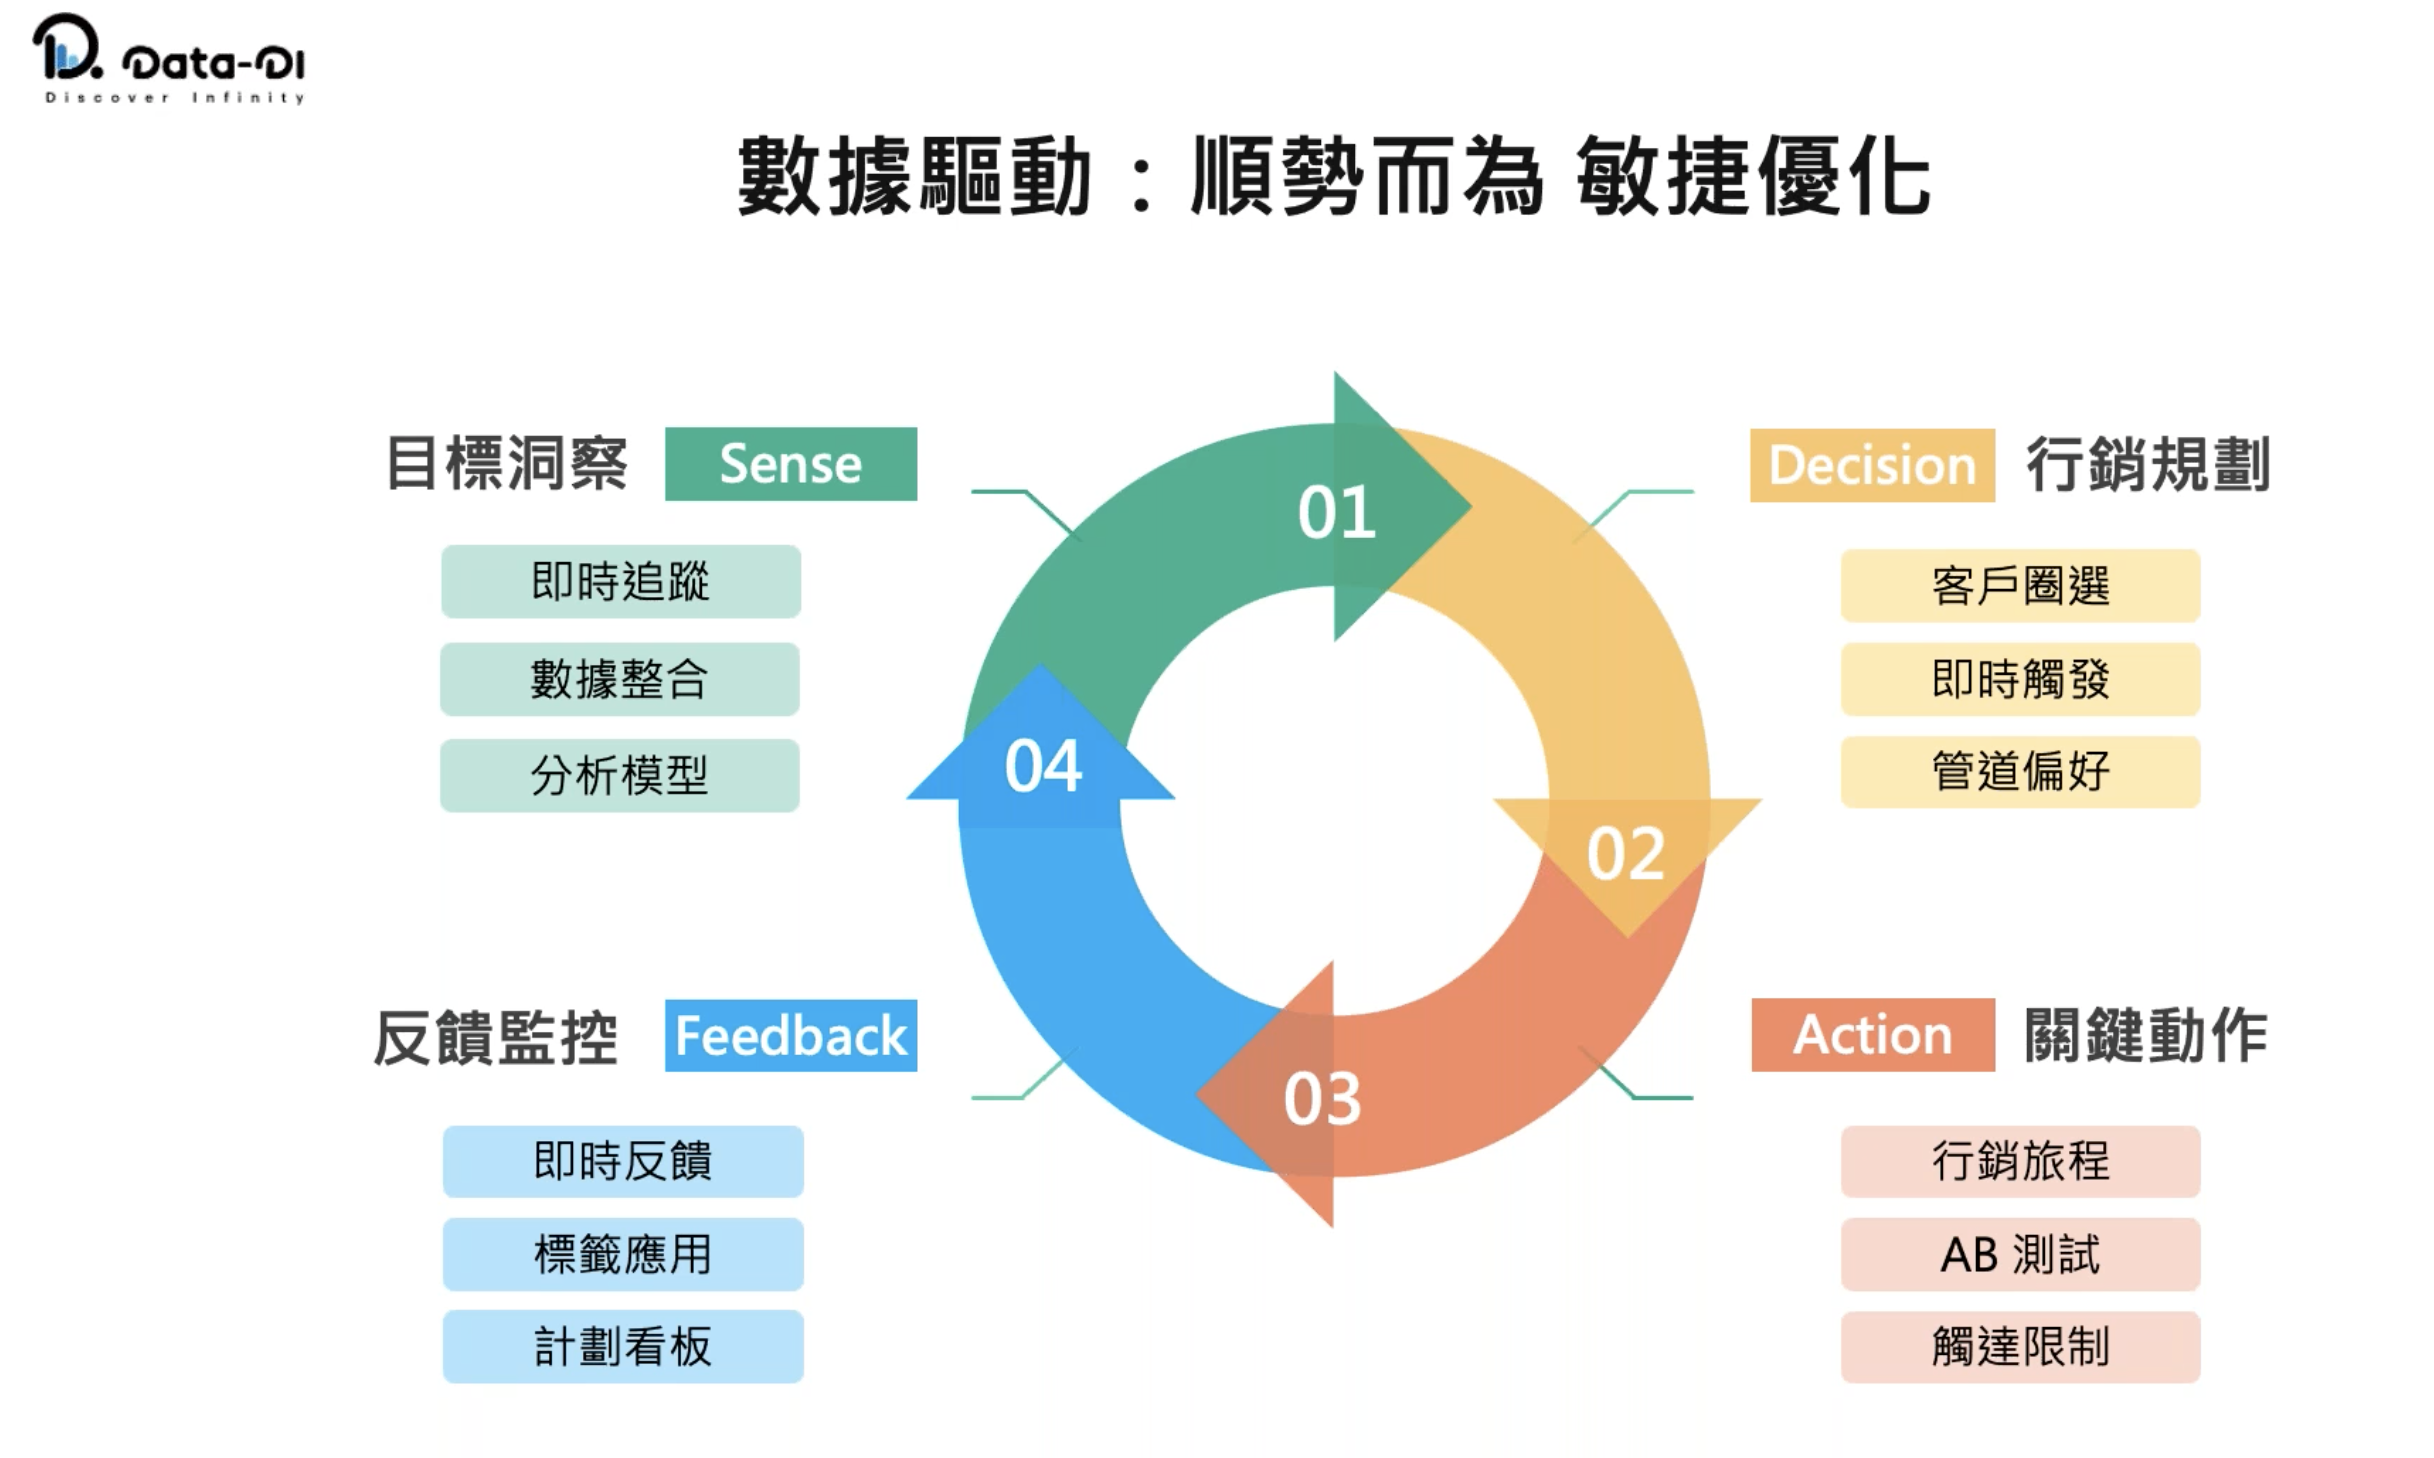 Data-DI
Discover Infinity
數據驅動：順勢而為 敏捷優化
目標洞察 Sense
即時追蹤
數據整合
分析模型
01
Decision 行銷規劃
客戶圈選
即時觸發
管道偏好
02
Action 關鍵動作
行銷旅程
AB 測試
觸達限制
03
反饋監控 Feedback
即時反饋
標籤應用
計劃看板
04